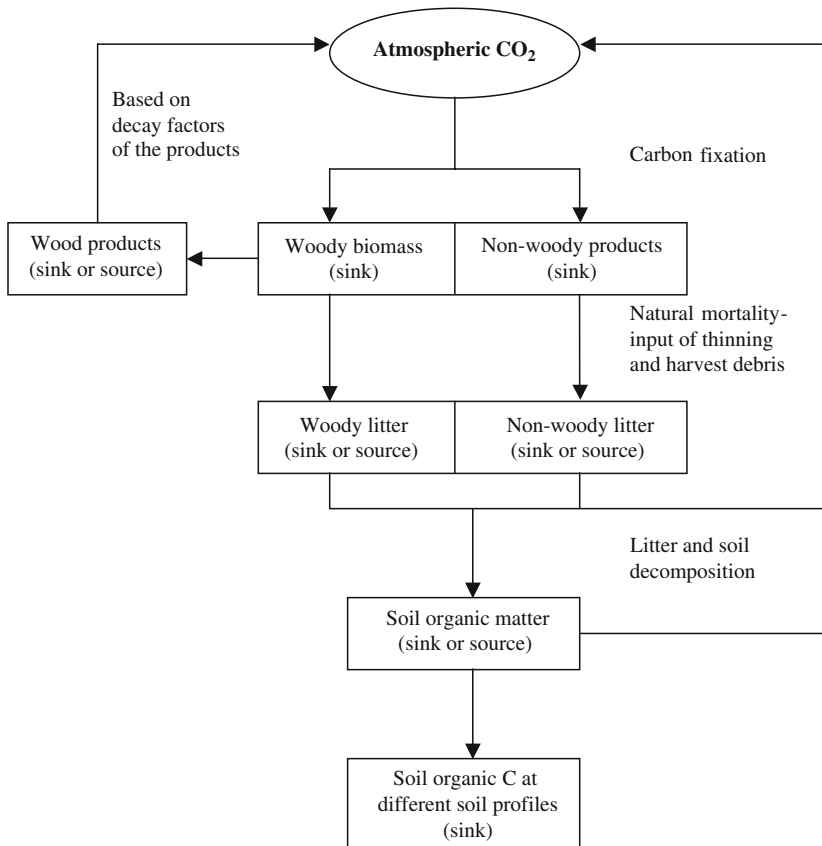 Atmospheric CO₂
Based on
decay factors
of the products
Carbon fixation
Wood products
(sink or source)
Woody biomass
(sink)
Non-woody products
(sink)
Natural mortality-
input of thinning
and harvest debris
Woody litter
(sink or source)
Non-woody litter
(sink or source)
Litter and soil
decomposition
Soil organic matter
(sink or source)
Soil organic C at
different soil profiles
(sink)